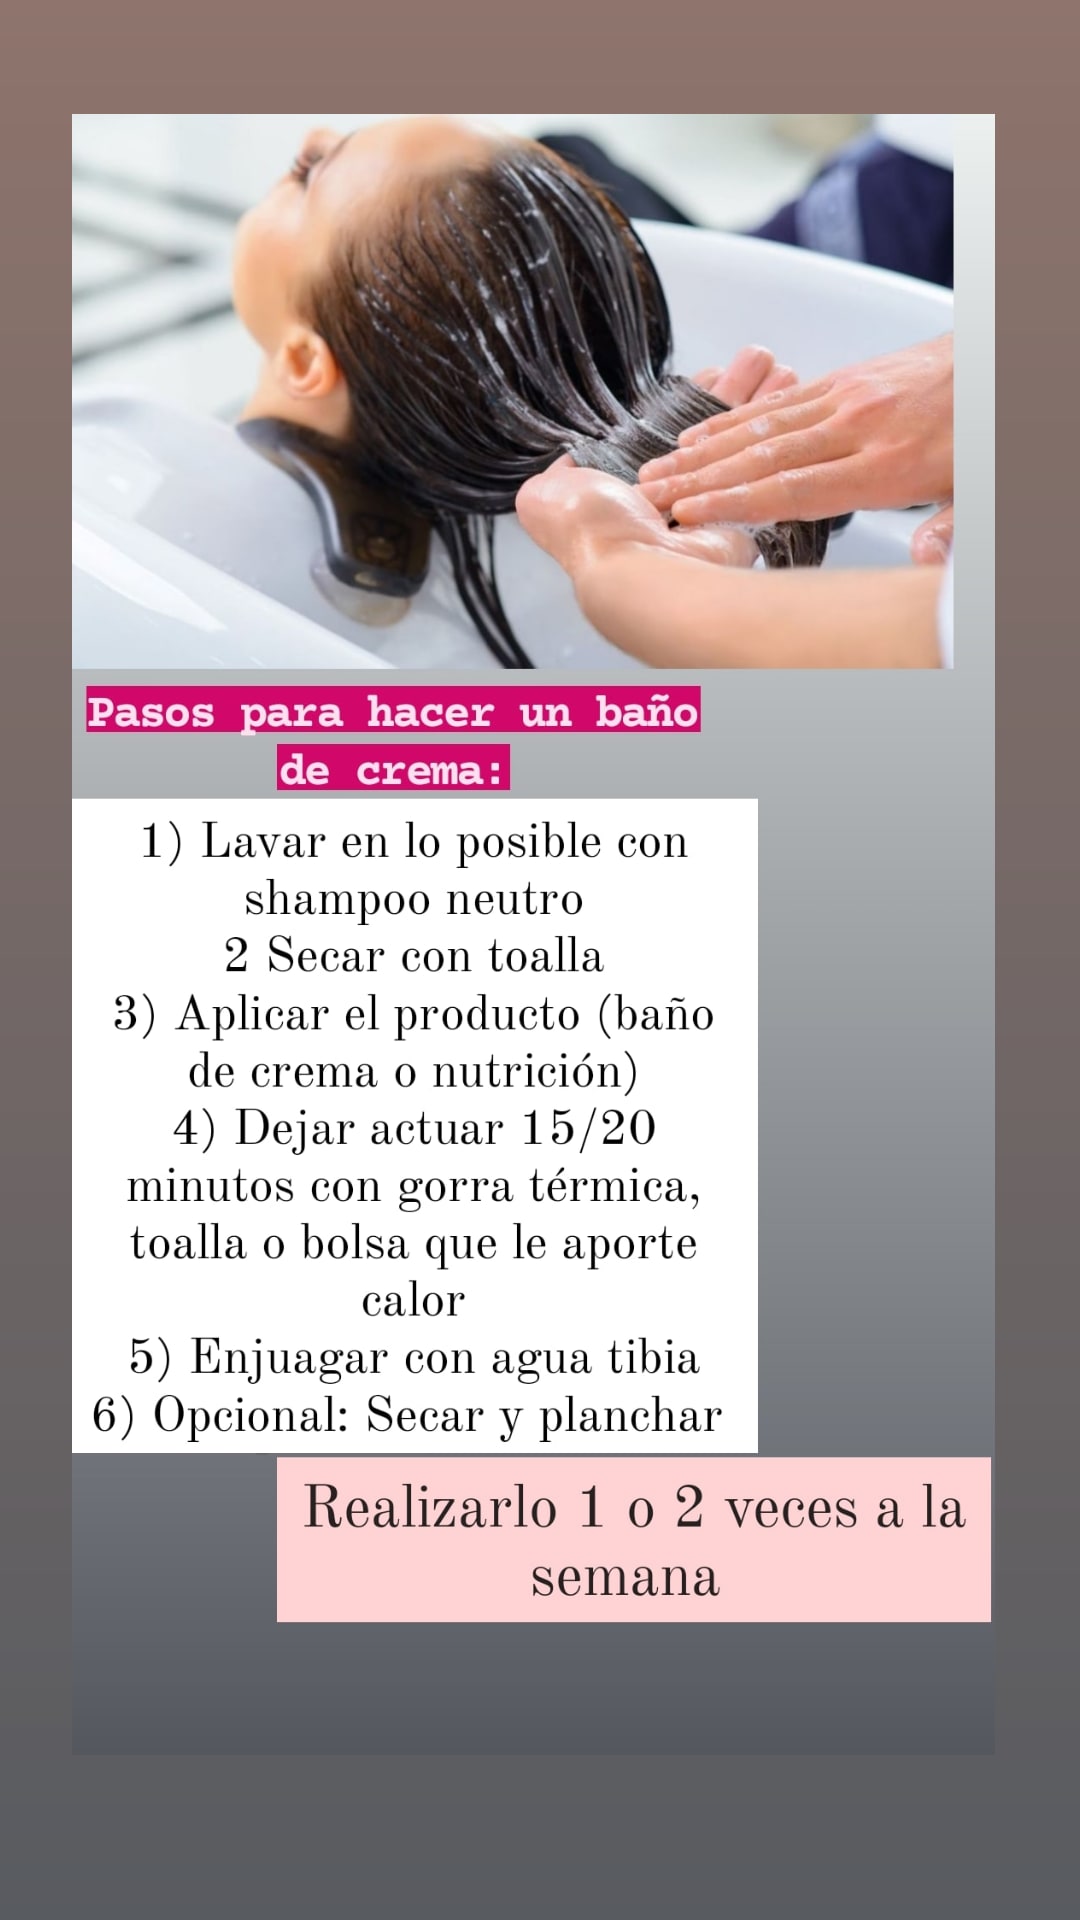 Pasos para hacer un baño
de crema:
1) Lavar en lo posible con
shampoo neutro
2 Secar con toalla
3) Aplicar el producto (baño
de crema o nutrición)
4) Dejar actuar 15/20
minutos con gorra térmica,
toalla o bolsa que le aporte
calor
5) Enjuagar con agua tibia
6) Opcional: Secar y planchar
Realizarlo 1 o 2 veces a la
semana